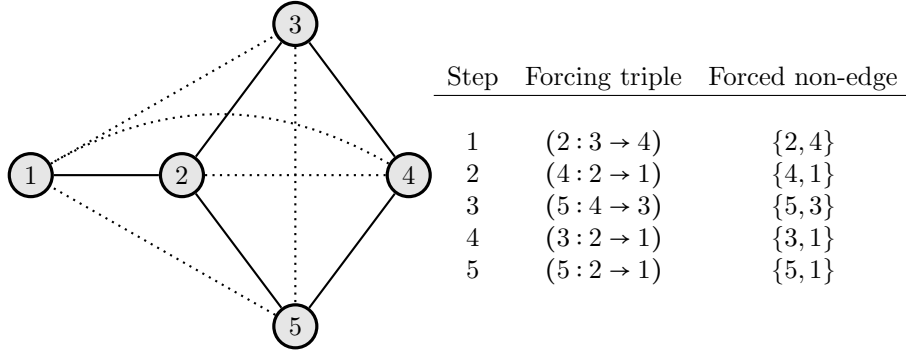 3
1
2
4
5
Step Forcing triple Forced non-edge
1 (2 : 3 → 4) {2, 4}
2 (4 : 2 → 1) {4, 1}
3 (5 : 4 → 3) {5, 3}
4 (3 : 2 → 1) {3, 1}
5 (5 : 2 → 1) {5, 1}